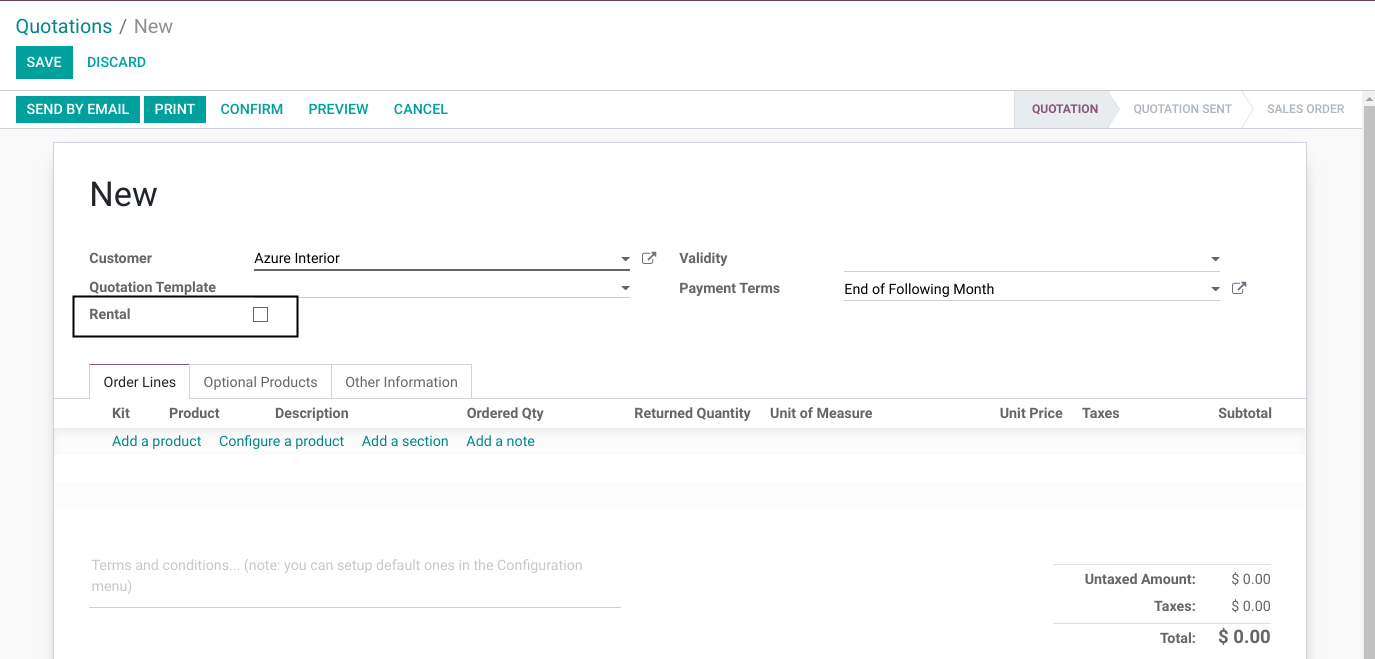 Quotations / New
SAVE DISCARD
SEND BY EMAIL PRINT CONFIRM PREVIEW CANCEL QUOTATION QUOTATION SENT SALES ORDER
New
Customer Azure Interior Validity
Quotation Template Payment Terms End of Following Month
Rental
Order Lines Optional Products Other Information
Kit Product Description Ordered Qty Returned Quantity Unit of Measure Unit Price Taxes Subtotal
Add a product Configure a product Add a section Add a note
Terms and conditions... (note: you can setup default ones in the Configuration
menu)
Untaxed Amount: $ 0.00
Taxes: $ 0.00
Total: $ 0.00